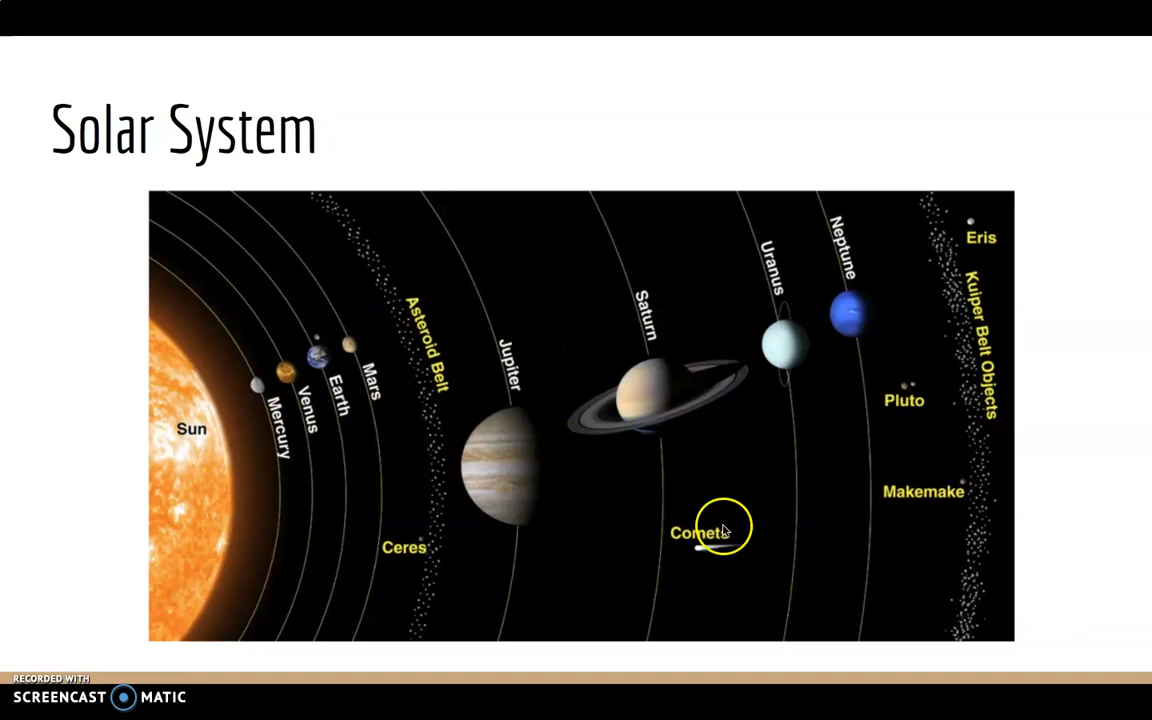 Solar System
Sun
Mercury
Venus
Earth
Mars
Asteroid Belt
Ceres
Jupiter
Saturn
Comets
Uranus
Neptune
Pluto
Makemake
Eris
Kuiper Belt Objects
RECORDED WITH
SCREENCAST MATIC